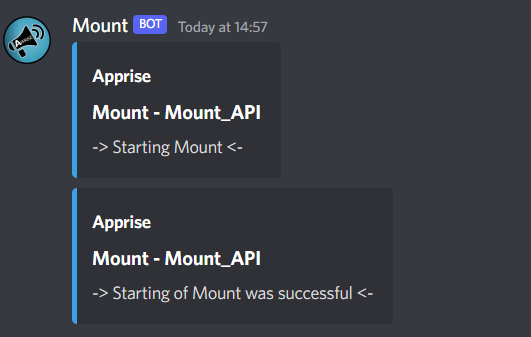 Mount BOT Today at 14:57
Apprise
Mount - Mount_API
-> Starting Mount <-
Apprise
Mount - Mount_API
-> Starting of Mount was successful <-